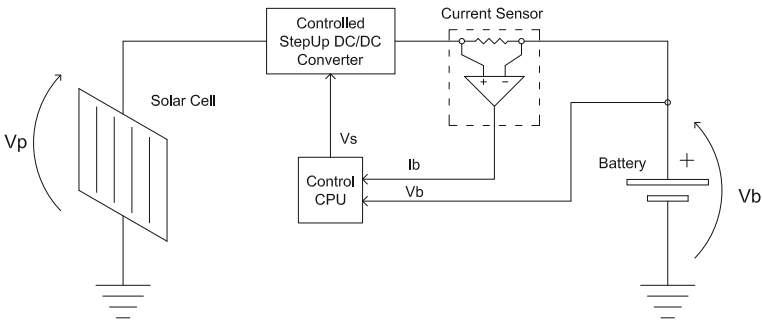 Current Sensor
Controlled
StepUp DC/DC
Converter
+ −
Solar Cell
Vp
Vs
Ib
Vb
Control
CPU
Battery
+
Vb